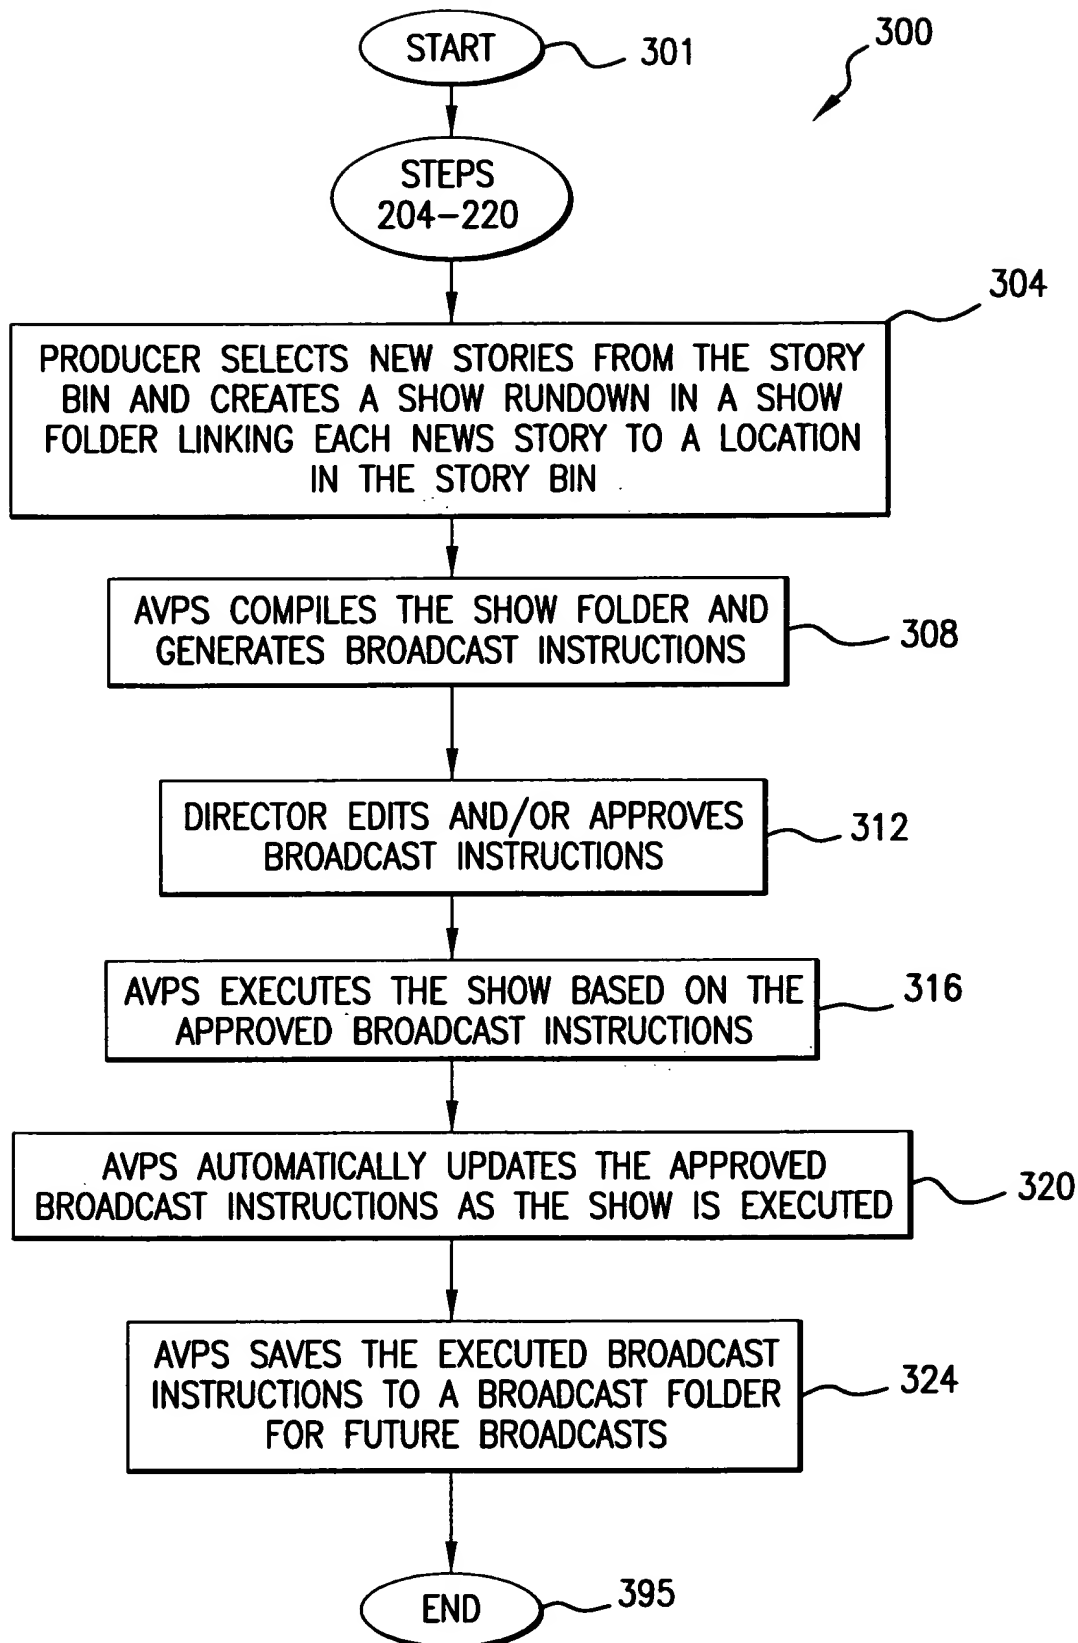 START
301
300
STEPS
204-220
304
PRODUCER SELECTS NEW STORIES FROM THE STORY
BIN AND CREATES A SHOW RUNDOWN IN A SHOW
FOLDER LINKING EACH NEWS STORY TO A LOCATION
IN THE STORY BIN
AVPS COMPILES THE SHOW FOLDER AND
GENERATES BROADCAST INSTRUCTIONS
308
DIRECTOR EDITS AND/OR APPROVES
BROADCAST INSTRUCTIONS
312
AVPS EXECUTES THE SHOW BASED ON THE
APPROVED BROADCAST INSTRUCTIONS
316
AVPS AUTOMATICALLY UPDATES THE APPROVED
BROADCAST INSTRUCTIONS AS THE SHOW IS EXECUTED
320
AVPS SAVES THE EXECUTED BROADCAST
INSTRUCTIONS TO A BROADCAST FOLDER
FOR FUTURE BROADCASTS
324
END
395